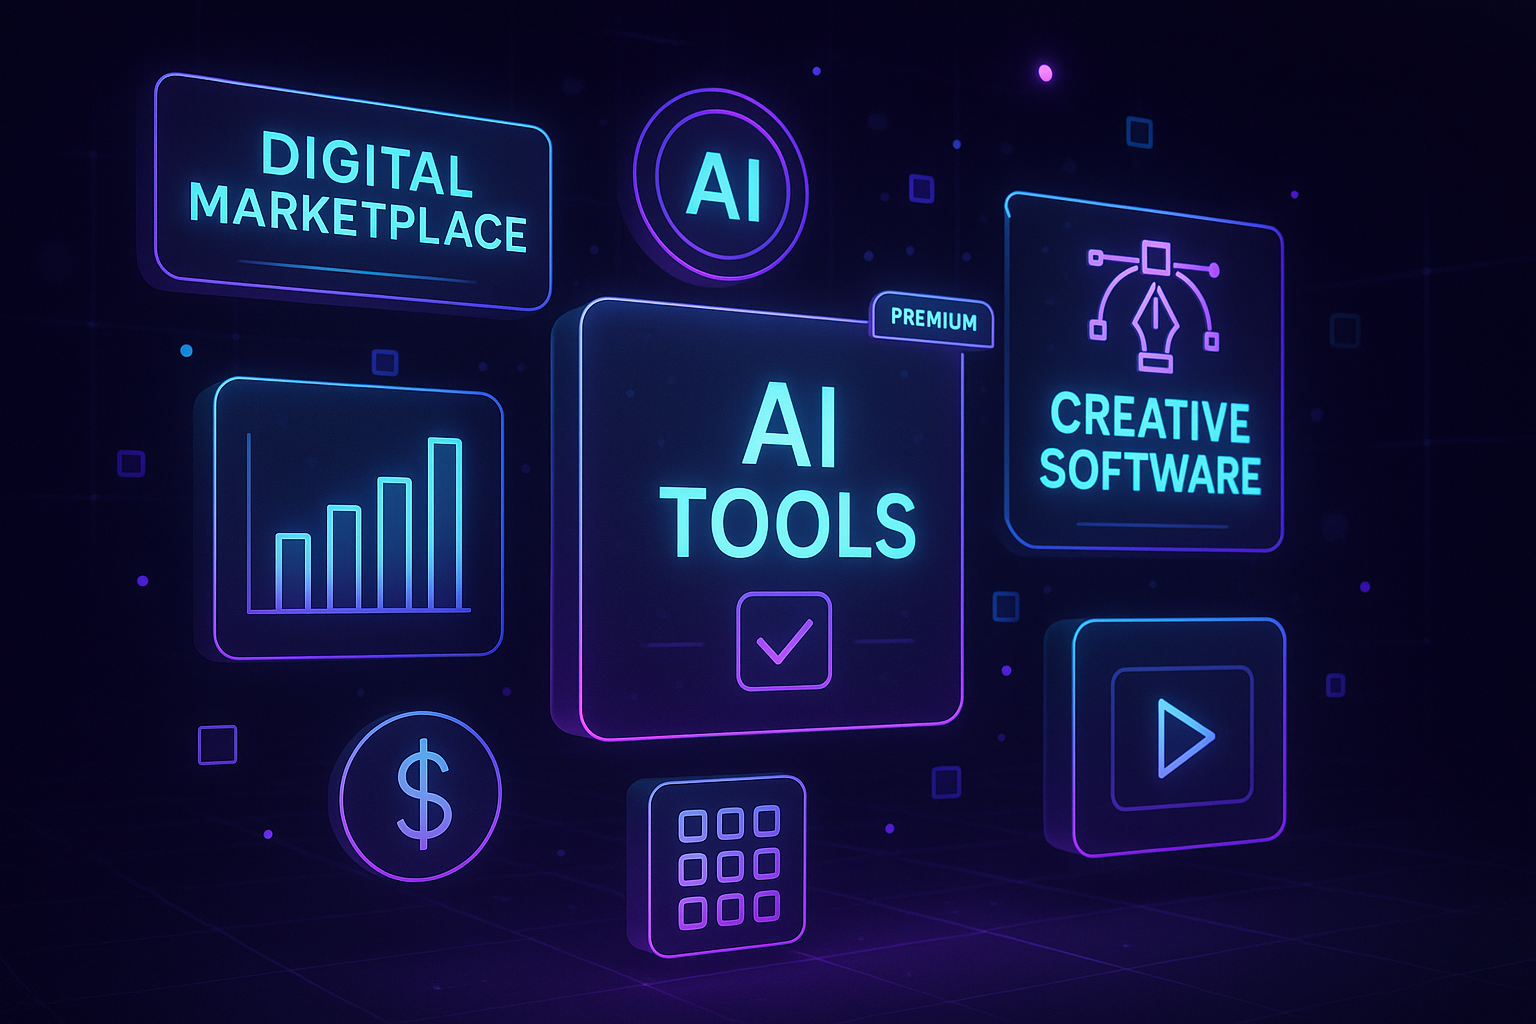 DIGITAL
MARKETPLACE
AI
PREMIUM
AI
TOOLS
CREATIVE
SOFTWARE
$